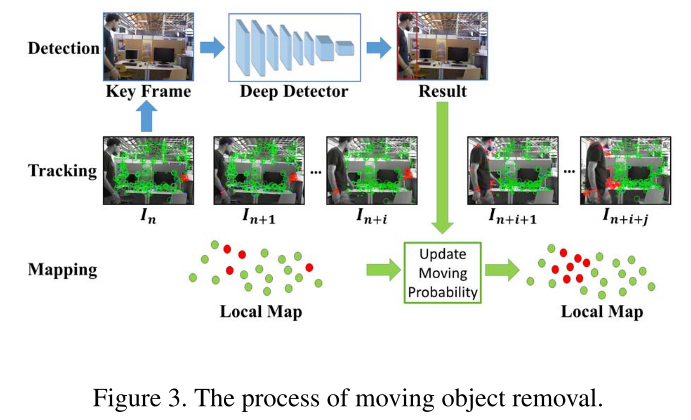 Detection
Key Frame
Deep Detector
Result
Tracking
...
...
I_n
I_{n+1}
I_{n+i}
I_{n+i+1}
I_{n+i+j}
Mapping
Update
Moving
Probability
Local Map
Local Map
Figure 3. The process of moving object removal.